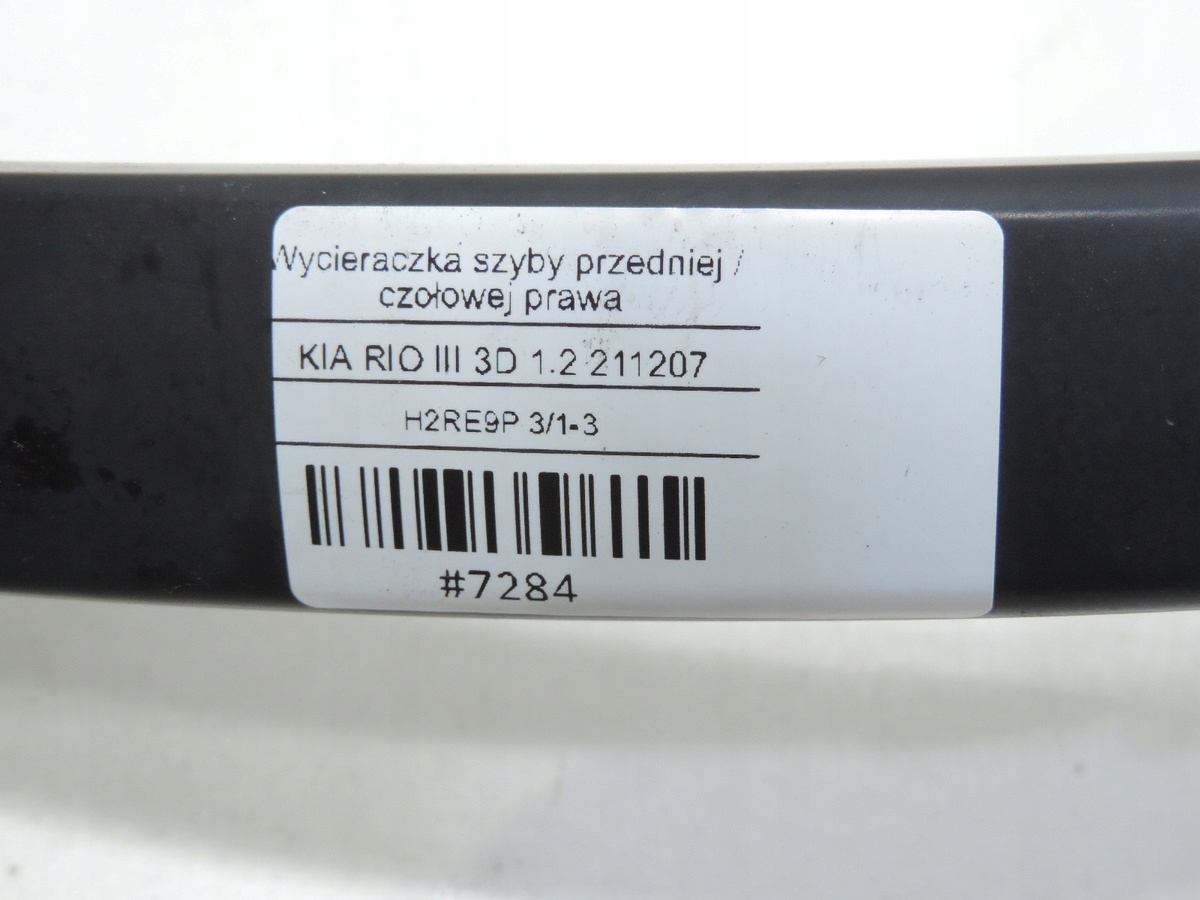 Wycieraczka szyby przedniej /
czołowej prawa
KIA RIO III 3D 1.2 211207
H2RE9P 3/1-3
#7284